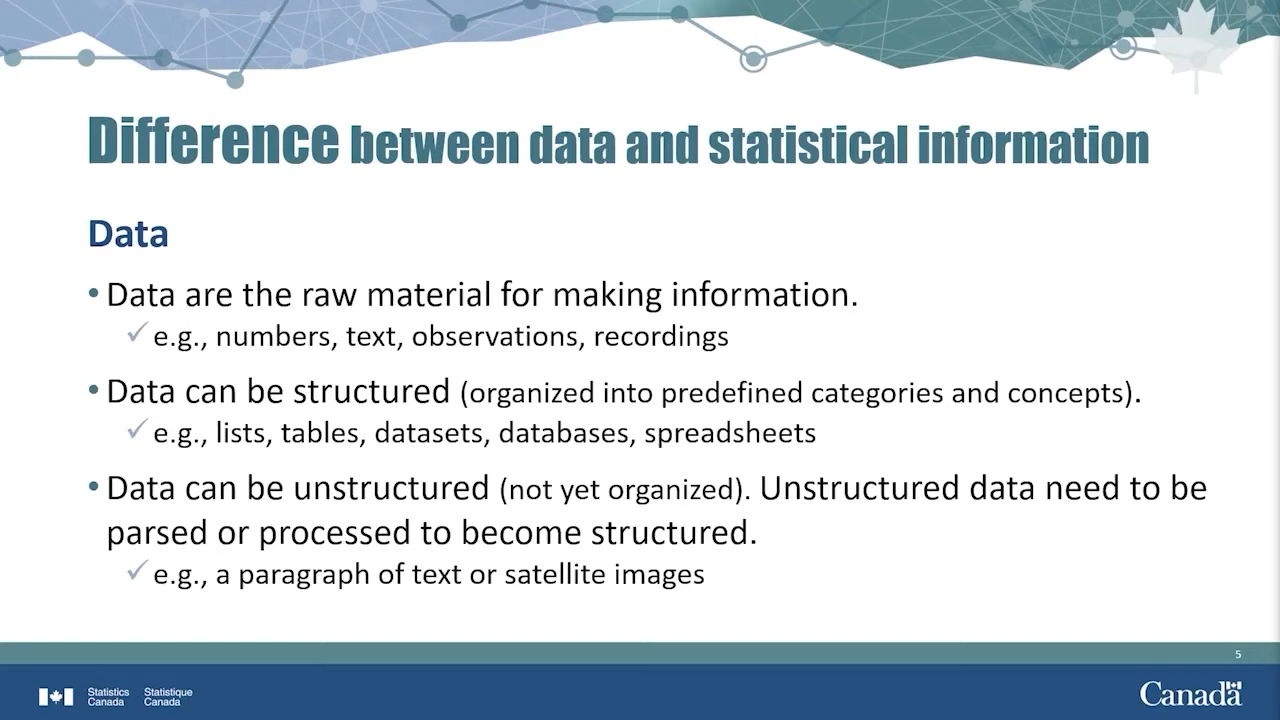 Difference between data and statistical information
Data
• Data are the raw material for making information.
✓ e.g., numbers, text, observations, recordings
• Data can be structured (organized into predefined categories and concepts).
✓ e.g., lists, tables, datasets, databases, spreadsheets
• Data can be unstructured (not yet organized). Unstructured data need to be
parsed or processed to become structured.
✓ e.g., a paragraph of text or satellite images
5
Statistics Statistique
Canada Canada
Canada